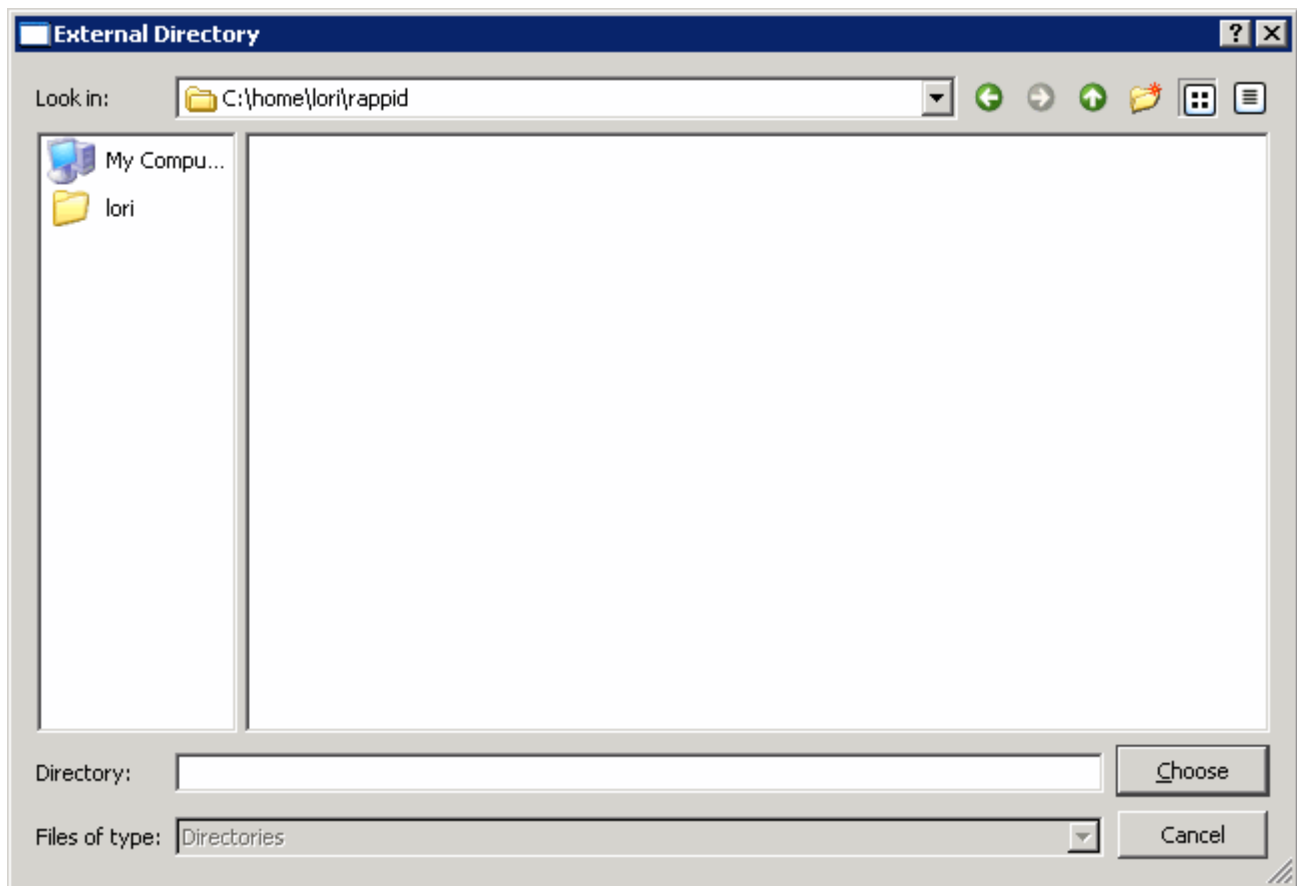 External Directory
Look in: C:\home\lori\rappid
My Compu...
lori
Directory: Choose
Files of type: Directories Cancel